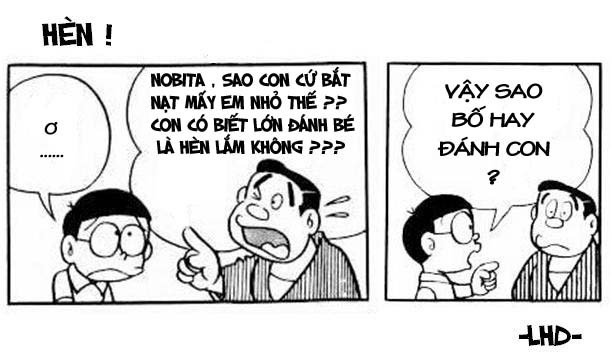 HÈN !
Ơ
......
NOBITA , SAO CON CỨ BẮT
NẠT MẤY EM NHỎ THẾ ??
CON CÓ BIẾT LỚN ĐÁNH BÉ
LÀ HÈN LẮM KHÔNG ???
VẬY SAO
BỐ HAY
ĐÁNH CON
?
-LHD-